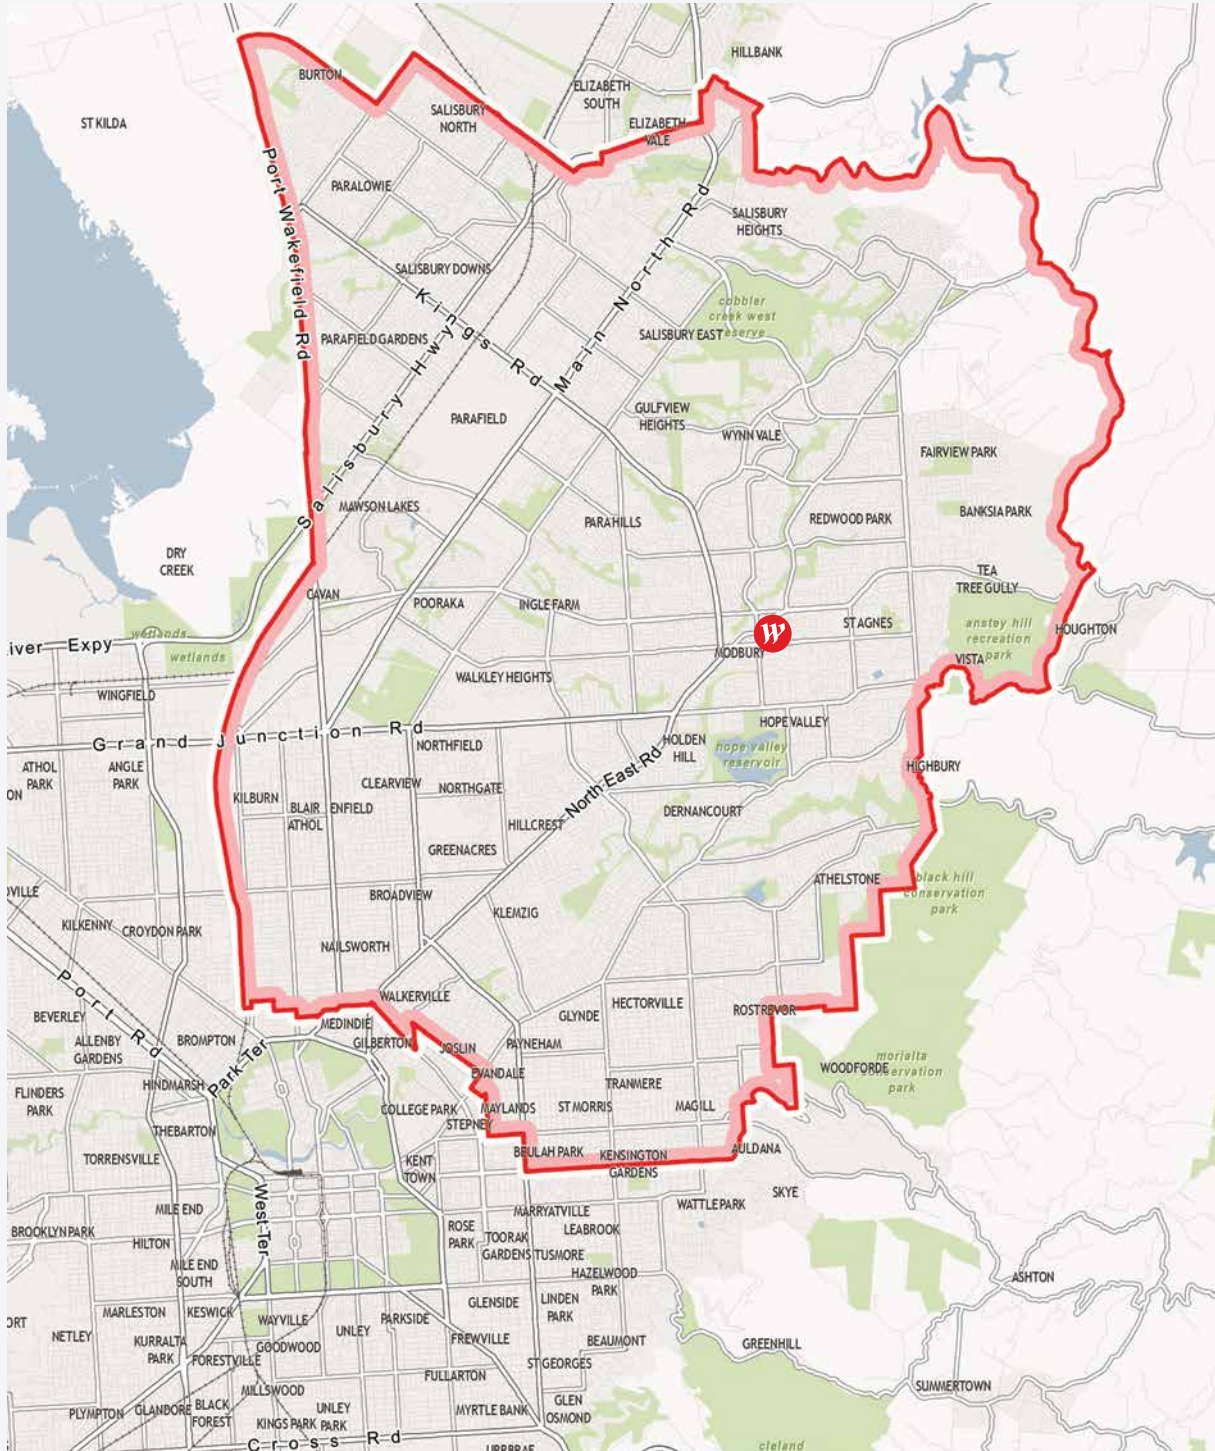 HILLBANK
BURTON
ELIZABETH
SOUTH
SALISBURY
NORTH
ST KILDA
ELIZABETH
VALE
PARALOWIE
SALISBURY
HEIGHTS
Port Wakefield Rd
SALISBURY DOWNS
Kings Rd
Main North Rd
cobbler
creek west
reserve
SALISBURY EAST
PARAFIELD GARDENS
Salisbury Hwy
PARAFIELD
GULFVIEW
HEIGHTS
WYNN VALE
FAIRVIEW PARK
MAWSON LAKES
PARA HILLS
REDWOOD PARK
BANKSIA PARK
DRY
CREEK
TEA
TREE GULLY
CAVAN
POORAKA
INGLE FARM
ST AGNES
anstey hill
recreation
park
HOUGHTON
W
MODBURY
VISTA
iver Expy
wetlands
wetlands
WALKLEY HEIGHTS
WINGFIELD
Grand Junction Rd
HOPE VALLEY
HOLDEN
HILL
hope valley
reservoir
NORTHFIELD
ATHOL
PARK
ANGLE
PARK
ON
HIGHBURY
CLEARVIEW
NORTHGATE
North East Rd
KILBURN
BLAIR
ATHOL
ENFIELD
HILLCREST
DERNANCOURT
GREENACRES
OVILLE
BROADVIEW
ATHELSTONE
black hill
conservation
park
KLEMZIG
KILKENNY
CROYDON PARK
NAILSWORTH
Port Rd
WALKERVILLE
HECTORVILLE
ROSTREVOR
GLYNDE
BEVERLEY
MEDINDIE
ALLENBY
GARDENS
BROMPTON
GILBERTON
JOSLIN
PAYNEHAM
Park Ter
HINDMARSH
EVANDALE
WOODFORDE
morialta
conservation
park
TRANMERE
FLINDERS
PARK
COLLEGE PARK
MAYLANDS
ST MORRIS
MAGILL
STEPNEY
THEBARTON
TORRENSVILLE
BEULAH PARK
KENSINGTON
GARDENS
AULDANA
KENT
TOWN
West Ter
SKYE
WATTLE PARK
MILE END
MARRYATVILLE
LEABROOK
BROOKLYN PARK
HILTON
ROSE
PARK
TOORAK
GARDENS
TUSMORE
MILE END
SOUTH
HAZELWOOD
PARK
ASHTON
MARLESTON
KESWICK
WAYVILLE
PARKSIDE
GLENSIDE
LINDEN
PARK
ORT
NETLEY
KURRALTA
PARK
GOODWOOD
UNLEY
FREWVILLE
BEAUMONT
GREENHILL
FORESTVILLE
ST GEORGES
FULLARTON
MILLSWOOD
SUMMERTOWN
PLYMPTON
GLANDORE
BLACK
FOREST
KINGS PARK
UNLEY
PARK
MYRTLE BANK
GLEN
OSMOND
Cross Rd
URRBRAE
cleland